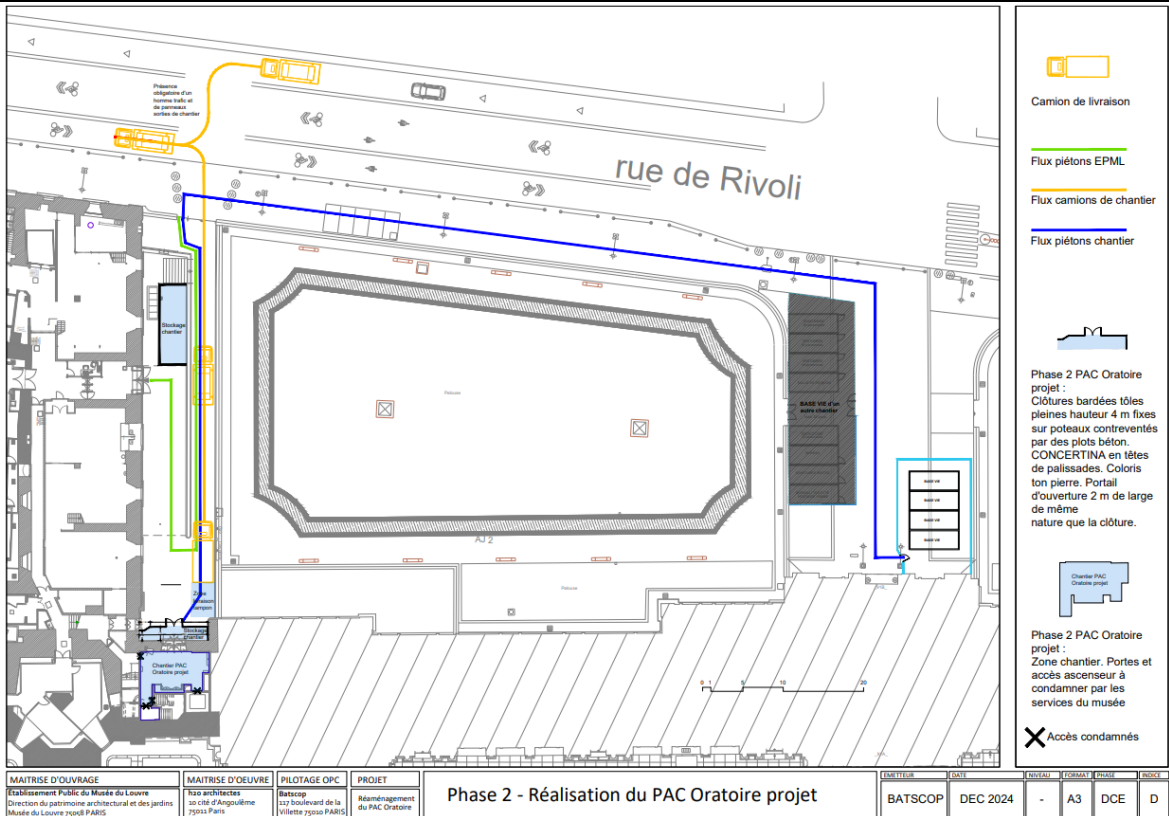 Présence
obligatoire d'un
homme trafic et
de panneaux
sorties de chantier
rue de Rivoli
Stockage
chantier
Pelouse
BASE VIE d'un
autre chantier
BASE VIE
BASE VIE
BASE VIE
BASE VIE
AJ 2
Pelouse
Zone
livraison
tampon
Stockage
chantier
Chantier PAC
Oratoire projet
0 1 5 10 20
Camion de livraison
Flux piétons EPML
Flux camions de chantier
Flux piétons chantier
Phase 2 PAC Oratoire
projet :
Clôtures bardées tôles
pleines hauteur 4 m fixes
sur poteaux contreventés
par des plots béton.
CONCERTINA en têtes
de palissades. Coloris
ton pierre. Portail
d'ouverture 2 m de large
de même
nature que la clôture.
Chantier PAC
Oratoire projet
Phase 2 PAC Oratoire
projet :
Zone chantier. Portes et
accès ascenseur à
condamner par les
services du musée
Accès condamnés
MAITRISE D'OUVRAGE
Établissement Public du Musée du Louvre
Direction du patrimoine architectural et des jardins
Musée du Louvre 75058 PARIS
MAITRISE D'OEUVRE
h2o architectes
10 cité d'Angoulême
75011 Paris
PILOTAGE OPC
Batscop
117 boulevard de la
Villette 75010 PARIS
PROJET
Réaménagement
du PAC Oratoire
Phase 2 - Réalisation du PAC Oratoire projet
EMETTEUR DATE NIVEAU FORMAT PHASE INDICE
BATSCOP DEC 2024 - A3 DCE D